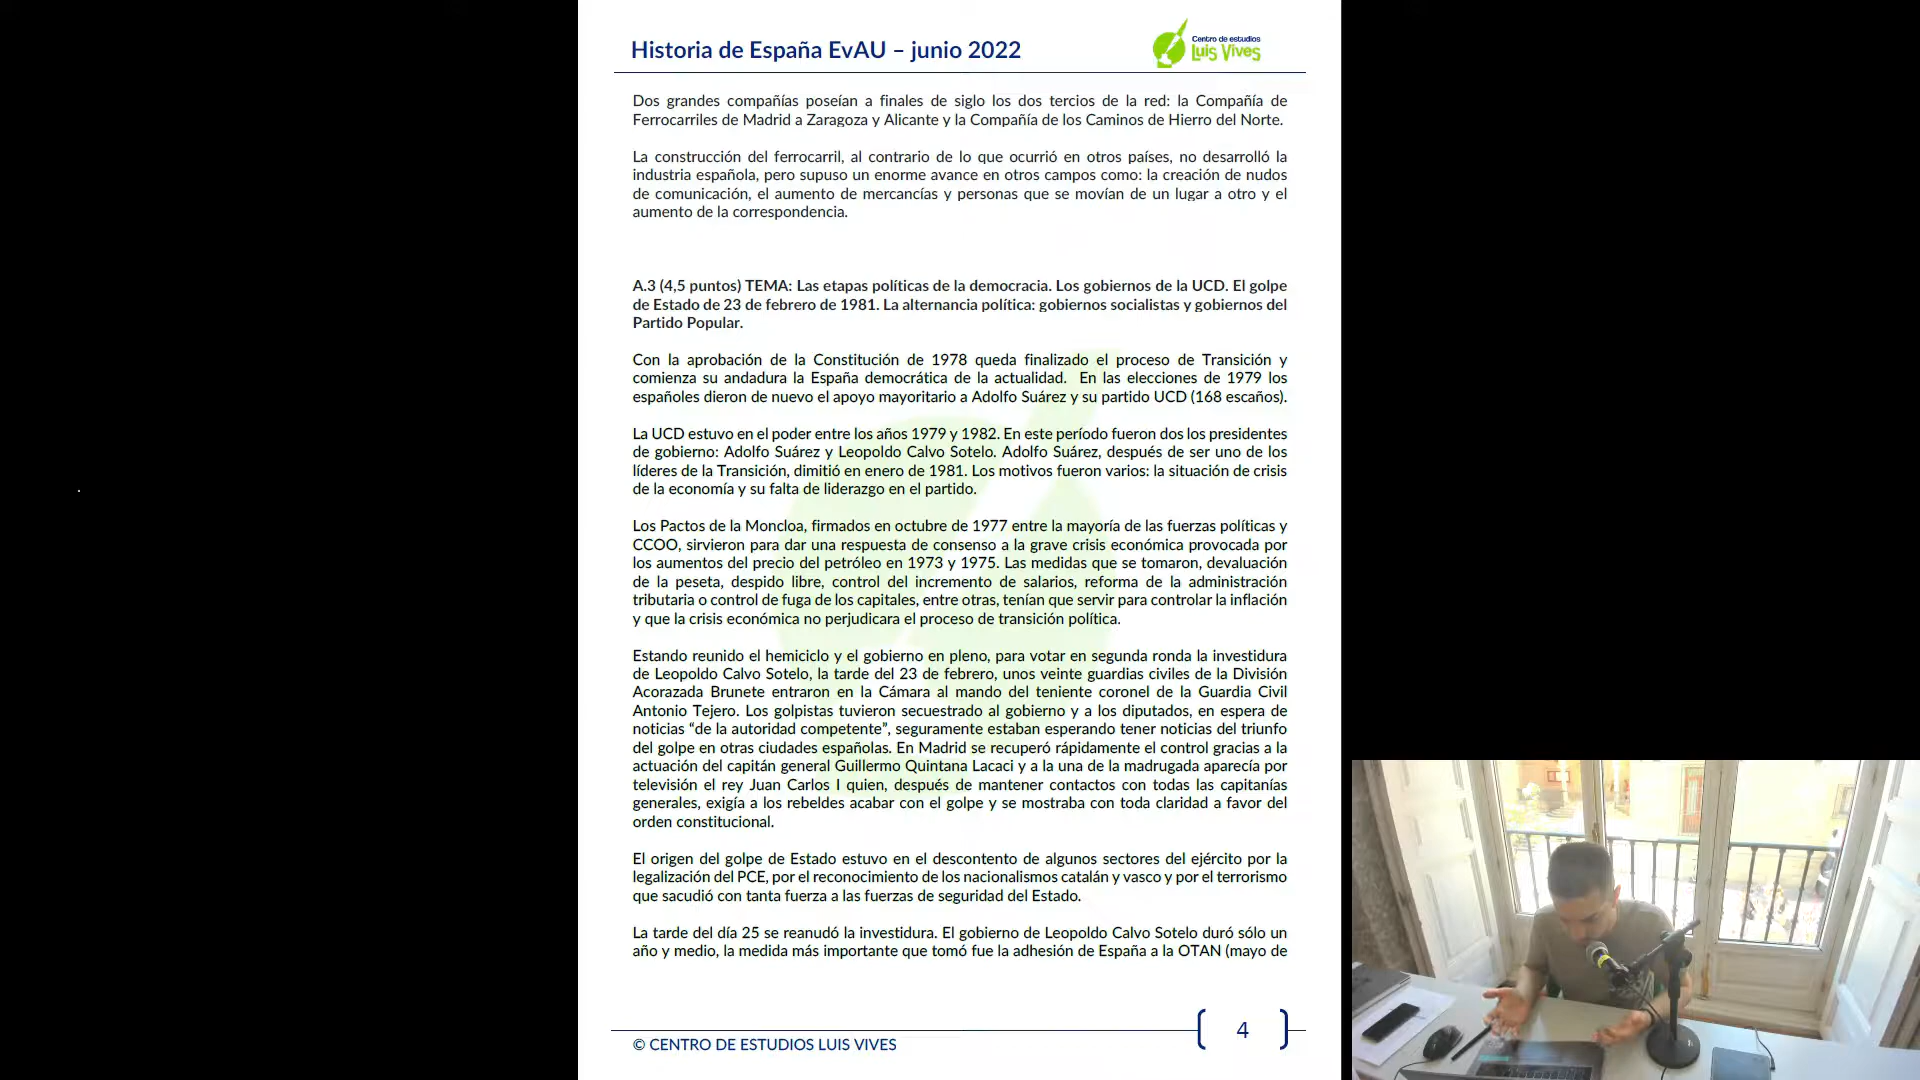 Historia de España EvAU – junio 2022
Centro de estudios
Luis Vives
Dos grandes compañías poseían a finales de siglo los dos tercios de la red: la Compañía de
Ferrocarriles de Madrid a Zaragoza y Alicante y la Compañía de los Caminos de Hierro del Norte.
La construcción del ferrocarril, al contrario de lo que ocurrió en otros países, no desarrolló la
industria española, pero supuso un enorme avance en otros campos como: la creación de nudos
de comunicación, el aumento de mercancías y personas que se movían de un lugar a otro y el
aumento de la correspondencia.
A.3 (4,5 puntos) TEMA: Las etapas políticas de la democracia. Los gobiernos de la UCD. El golpe
de Estado de 23 de febrero de 1981. La alternancia política: gobiernos socialistas y gobiernos del
Partido Popular.
Con la aprobación de la Constitución de 1978 queda finalizado el proceso de Transición y
comienza su andadura la España democrática de la actualidad. En las elecciones de 1979 los
españoles dieron de nuevo el apoyo mayoritario a Adolfo Suárez y su partido UCD (168 escaños).
La UCD estuvo en el poder entre los años 1979 y 1982. En este período fueron dos los presidentes
de gobierno: Adolfo Suárez y Leopoldo Calvo Sotelo. Adolfo Suárez, después de ser uno de los
líderes de la Transición, dimitió en enero de 1981. Los motivos fueron varios: la situación de crisis
de la economía y su falta de liderazgo en el partido.
Los Pactos de la Moncloa, firmados en octubre de 1977 entre la mayoría de las fuerzas políticas y
CCOO, sirvieron para dar una respuesta de consenso a la grave crisis económica provocada por
los aumentos del precio del petróleo en 1973 y 1975. Las medidas que se tomaron, devaluación
de la peseta, despido libre, control del incremento de salarios, reforma de la administración
tributaria o control de fuga de los capitales, entre otras, tenían que servir para controlar la inflación
y que la crisis económica no perjudicara el proceso de transición política.
Estando reunido el hemiciclo y el gobierno en pleno, para votar en segunda ronda la investidura
de Leopoldo Calvo Sotelo, la tarde del 23 de febrero, unos veinte guardias civiles de la División
Acorazada Brunete entraron en la Cámara al mando del teniente coronel de la Guardia Civil
Antonio Tejero. Los golpistas tuvieron secuestrado al gobierno y a los diputados, en espera de
noticias “de la autoridad competente”, seguramente estaban esperando tener noticias del triunfo
del golpe en otras ciudades españolas. En Madrid se recuperó rápidamente el control gracias a la
actuación del capitán general Guillermo Quintana Lacaci y a la una de la madrugada aparecía por
televisión el rey Juan Carlos I quien, después de mantener contactos con todas las capitanías
generales, exigía a los rebeldes acabar con el golpe y se mostraba con toda claridad a favor del
orden constitucional.
El origen del golpe de Estado estuvo en el descontento de algunos sectores del ejército por la
legalización del PCE, por el reconocimiento de los nacionalismos catalán y vasco y por el terrorismo
que sacudió con tanta fuerza a las fuerzas de seguridad del Estado.
La tarde del día 25 se reanudó la investidura. El gobierno de Leopoldo Calvo Sotelo duró sólo un
año y medio, la medida más importante que tomó fue la adhesión de España a la OTAN (mayo de
4
© CENTRO DE ESTUDIOS LUIS VIVES